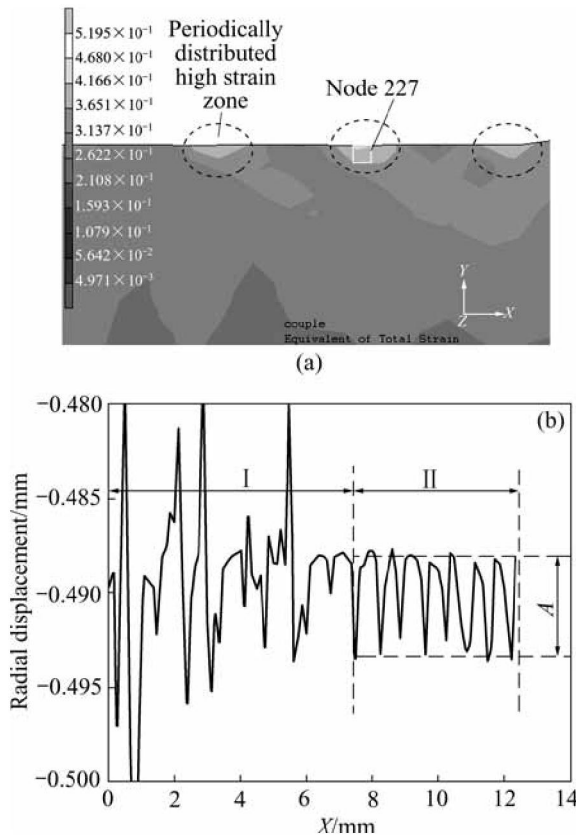 5.195×10⁻¹
4.680×10⁻¹
4.166×10⁻¹
3.651×10⁻¹
3.137×10⁻¹
2.622×10⁻¹
2.108×10⁻¹
1.593×10⁻¹
1.079×10⁻¹
5.642×10⁻²
4.971×10⁻³
Periodically
distributed
high strain
zone
Node 227
Y
Z
X
couple
Equivalent of Total Strain
(a)
(b)
−0.480
−0.485
−0.490
−0.495
−0.500
Radial displacement/mm
I
II
A
0
2
4
6
8
10
12
14
X/mm